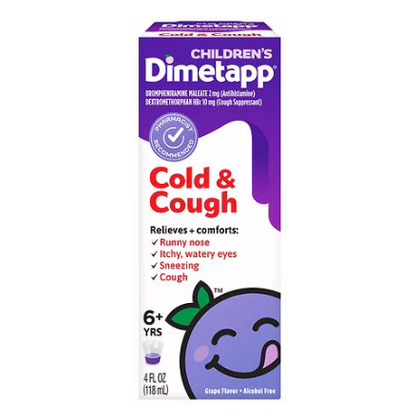 Cold & Cough
CHILDREN'S
Dimetapp®
BROMPHENIRAMINE MALEATE 2 mg (Antihistamine)
DEXTROMETHORPHAN HBr 10 mg (Cough Suppressant)
PHARMACIST
RECOMMENDED
Cold &
Cough
Relieves + comforts:
✓ Runny nose
✓ Itchy, watery eyes
✓ Sneezing
✓ Cough
TM
6+
YRS
4 FL OZ
(118 mL)
Grape Flavor • Alcohol Free